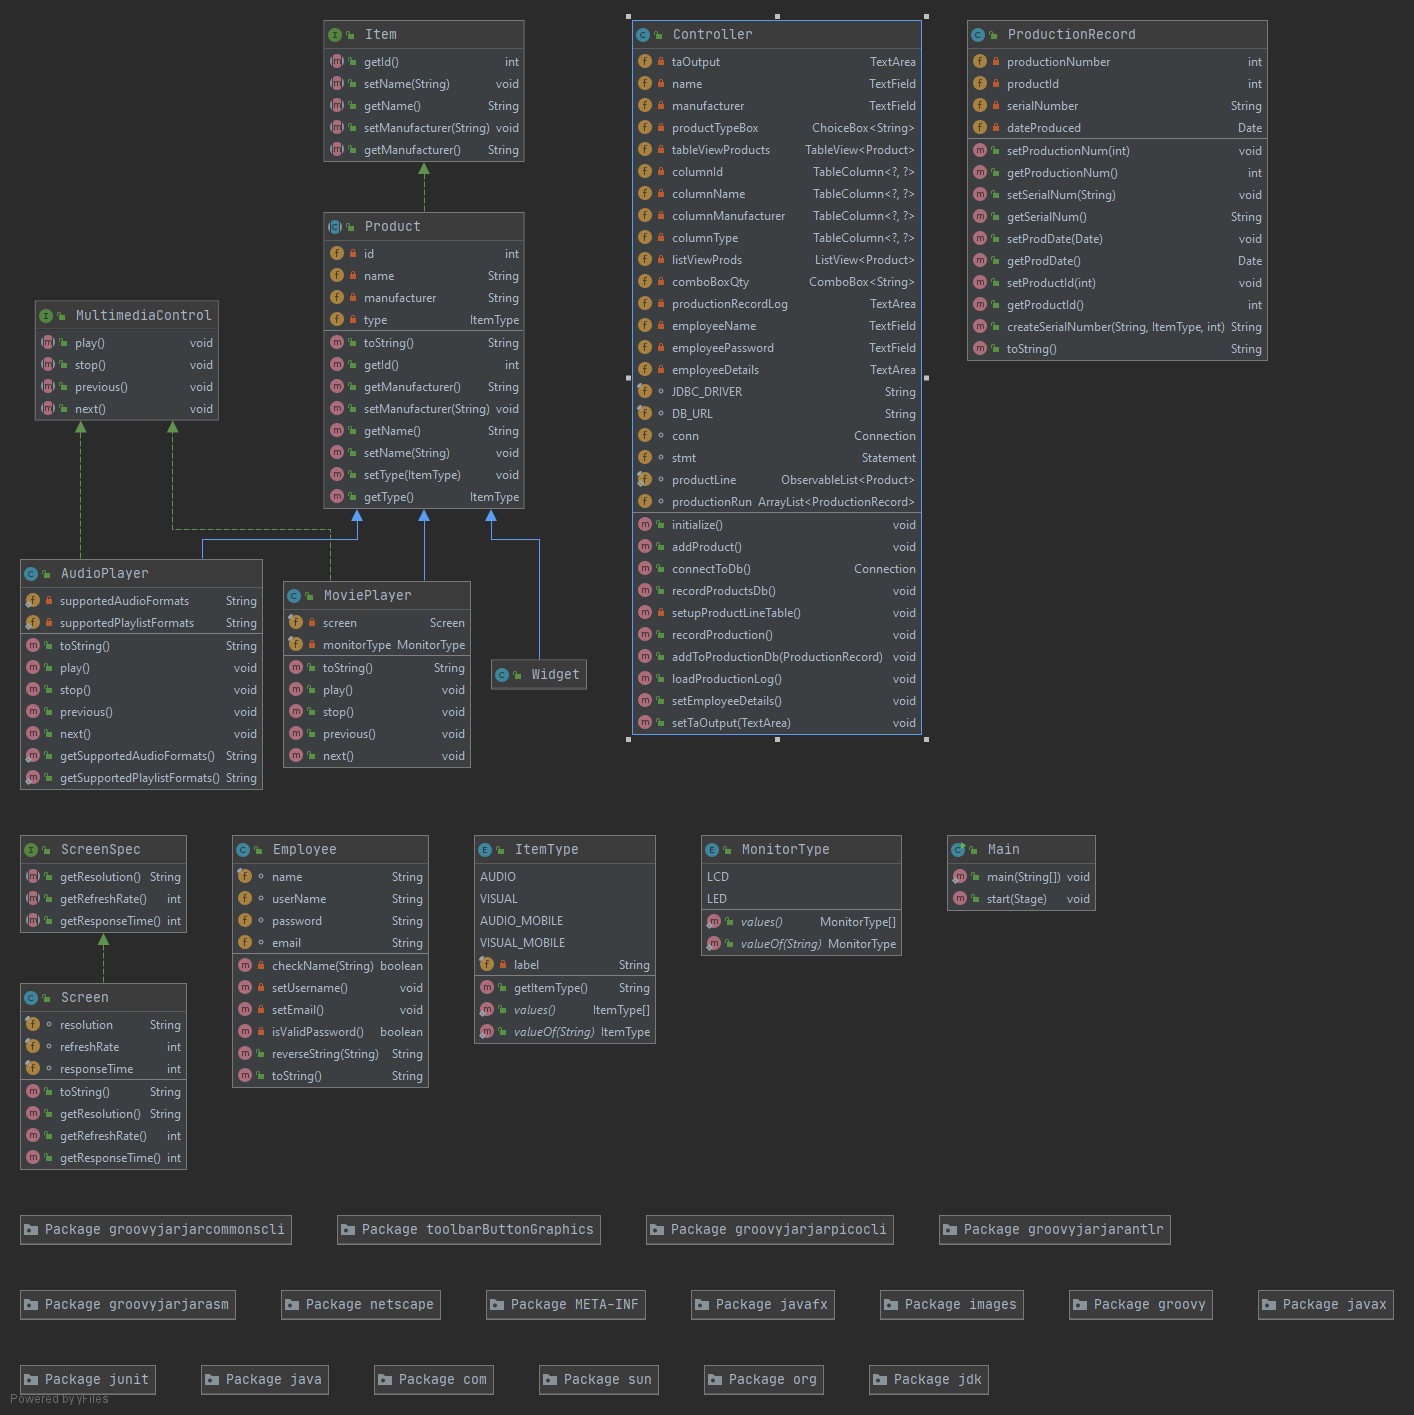 Item
getId() int
setName(String) void
getName() String
setManufacturer(String) void
getManufacturer() String
Controller
taOutput TextArea
name TextField
manufacturer TextField
productTypeBox ChoiceBox<String>
tableViewProducts TableView<Product>
columnId TableColumn<?, ?>
columnName TableColumn<?, ?>
columnManufacturer TableColumn<?, ?>
columnType TableColumn<?, ?>
listViewProds ListView<Product>
comboBoxQty ComboBox<String>
productionRecordLog TextArea
employeeName TextField
employeePassword TextField
employeeDetails TextArea
JDBC_DRIVER String
DB_URL String
conn Connection
stmt Statement
productLine ObservableList<Product>
productionRun ArrayList<ProductionRecord>
initialize() void
addProduct() void
connectToDb() Connection
recordProductsDb() void
setupProductLineTable() void
recordProduction() void
addToProductionDb(ProductionRecord) void
loadProductionLog() void
setEmployeeDetails() void
setTaOutput(TextArea) void
ProductionRecord
productionNumber int
productId int
serialNumber String
dateProduced Date
setProductionNum(int) void
getProductionNum() int
setSerialNum(String) void
getSerialNum() String
setProdDate(Date) void
getProdDate() Date
setProductId(int) void
getProductId() int
createSerialNumber(String, ItemType, int) String
toString() String
Product
id int
name String
manufacturer String
type ItemType
toString() String
getId() int
getManufacturer() String
setManufacturer(String) void
getName() String
setName(String) void
setType(ItemType) void
getType() ItemType
MultimediaControl
play() void
stop() void
previous() void
next() void
AudioPlayer
supportedAudioFormats String
supportedPlaylistFormats String
toString() String
play() void
stop() void
previous() void
next() void
getSupportedAudioFormats() String
getSupportedPlaylistFormats() String
MoviePlayer
screen Screen
monitorType MonitorType
toString() String
play() void
stop() void
previous() void
next() void
Widget
ScreenSpec
getResolution() String
getRefreshRate() int
getResponseTime() int
Screen
resolution String
refreshRate int
responseTime int
toString() String
getResolution() String
getRefreshRate() int
getResponseTime() int
Employee
name String
userName String
password String
email String
checkName(String) boolean
setUsername() void
setEmail() void
isValidPassword() boolean
reverseString(String) String
toString() String
ItemType
AUDIO
VISUAL
AUDIO_MOBILE
VISUAL_MOBILE
label String
getItemType() String
values() ItemType[]
valueOf(String) ItemType
MonitorType
LCD
LED
values() MonitorType[]
valueOf(String) MonitorType
Main
main(String[]) void
start(Stage) void
Package groovyjarjarcommonscli
Package toolbarButtonGraphics
Package groovyjarjarpicocli
Package groovyjarjarantlr
Package groovyjarjarasm
Package netscape
Package META-INF
Package javafx
Package images
Package groovy
Package javax
Package junit
Package java
Package com
Package sun
Package org
Package jdk
Powered by yFiles